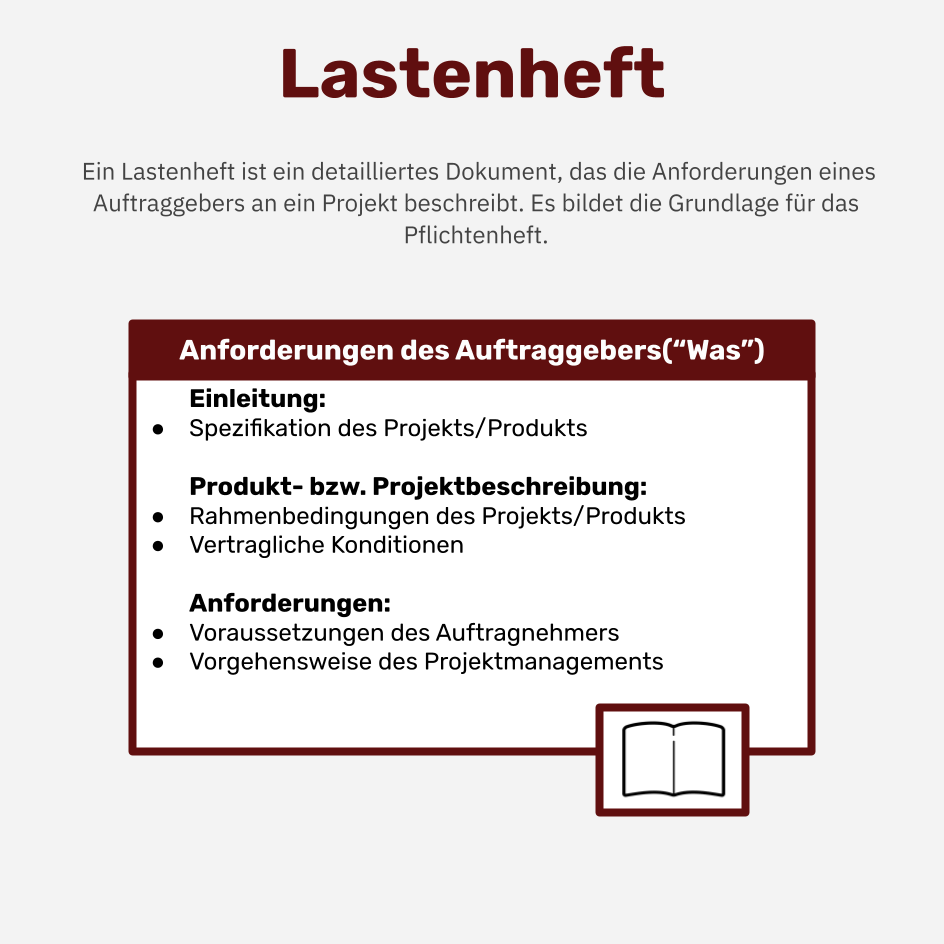 Lastenheft
Ein Lastenheft ist ein detailliertes Dokument, das die Anforderungen eines
Auftraggebers an ein Projekt beschreibt. Es bildet die Grundlage für das
Pflichtenheft.
Anforderungen des Auftraggebers(“Was”)
Einleitung:
● Spezifikation des Projekts/Produkts
Produkt- bzw. Projektbeschreibung:
● Rahmenbedingungen des Projekts/Produkts
● Vertragliche Konditionen
Anforderungen:
● Voraussetzungen des Auftragnehmers
● Vorgehensweise des Projektmanagements